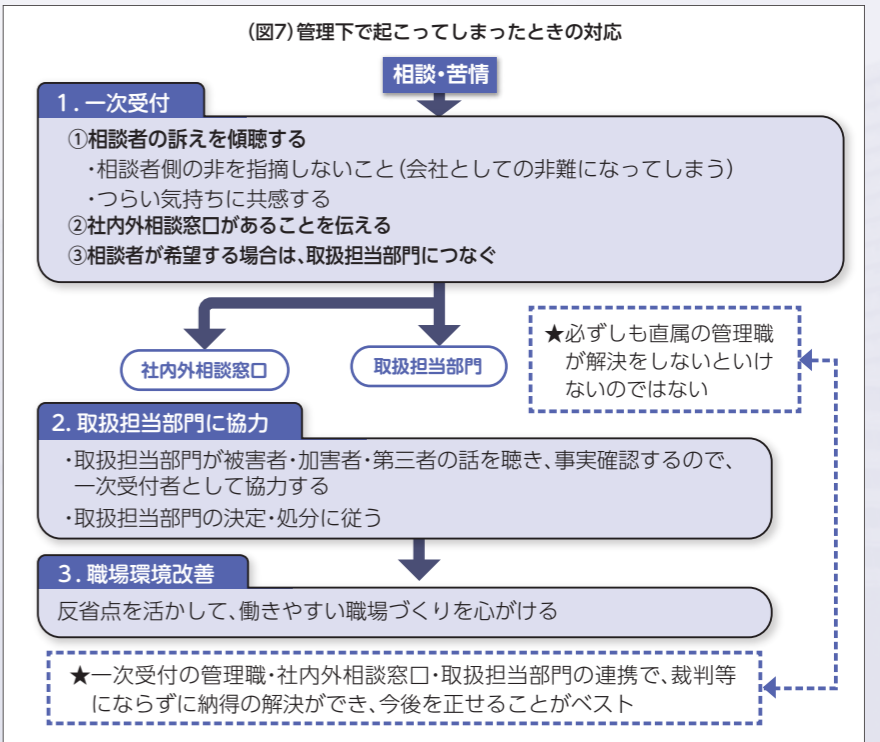 (図7)管理下で起こってしまったときの対応
相談・苦情
1.一次受付
①相談者の訴えを傾聴する
・相談者側の非を指摘しないこと(会社としての非難になってしまう)
・つらい気持ちに共感する
②社内外相談窓口があることを伝える
③相談者が希望する場合は、取扱担当部門につなぐ
社内外相談窓口
取扱担当部門
★必ずしも直属の管理職
が解決をしないといけ
ないのではない
2.取扱担当部門に協力
・取扱担当部門が被害者・加害者・第三者の話を聴き、事実確認するので、
一次受付者として協力する
・取扱担当部門の決定・処分に従う
3.職場環境改善
反省点を活かして、働きやすい職場づくりを心がける
★一次受付の管理職・社内外相談窓口・取扱担当部門の連携で、裁判等
にならずに納得の解決ができ、今後を正せることがベスト